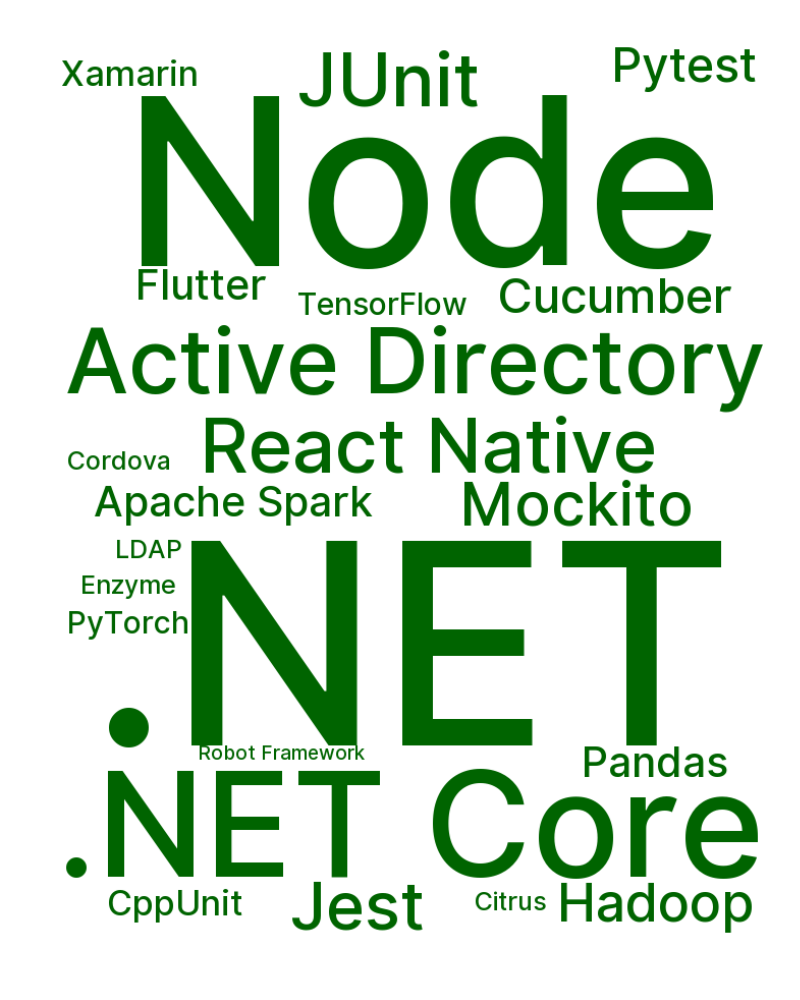 Xamarin
JUnit
Pytest
Node
Flutter
TensorFlow
Cucumber
Active Directory
React Native
Cordova
Apache Spark
Mockito
LDAP
Enzyme
PyTorch
.NET
Robot Framework
Pandas
.NET Core
CppUnit
Jest
Citrus
Hadoop